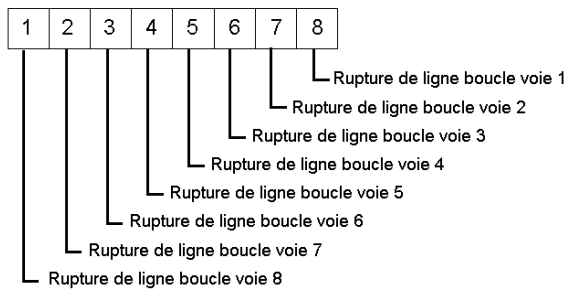 1 2 3 4 5 6 7 8
Rupture de ligne boucle voie 1
Rupture de ligne boucle voie 2
Rupture de ligne boucle voie 3
Rupture de ligne boucle voie 4
Rupture de ligne boucle voie 5
Rupture de ligne boucle voie 6
Rupture de ligne boucle voie 7
Rupture de ligne boucle voie 8